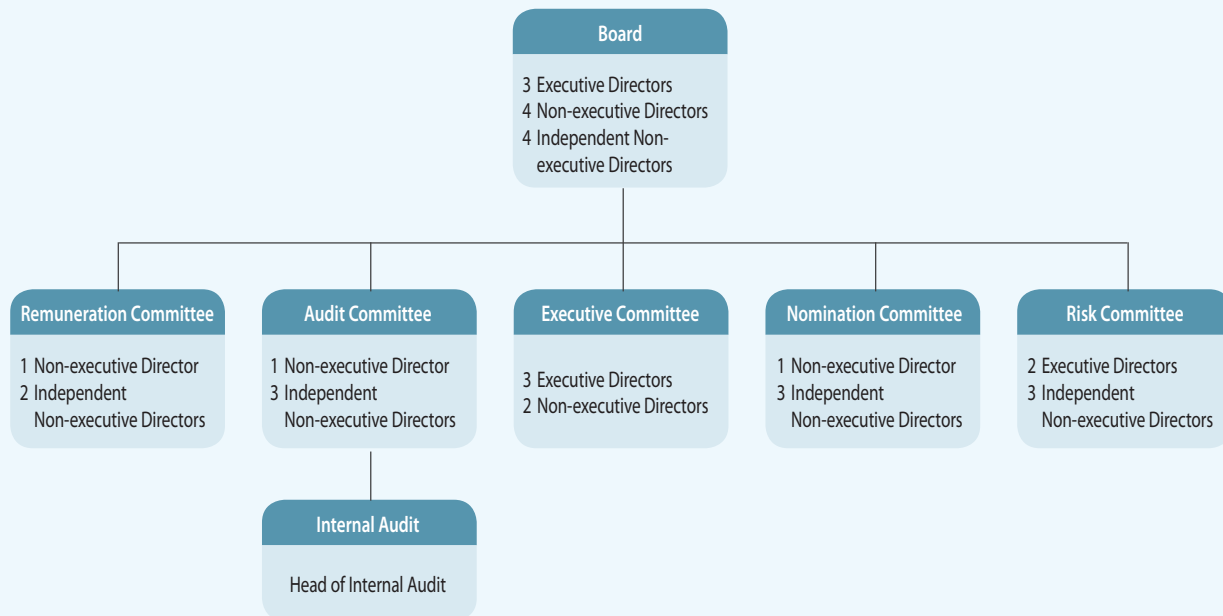 Board
3 Executive Directors
4 Non-executive Directors
4 Independent Non-
executive Directors
Remuneration Committee
1 Non-executive Director
2 Independent
Non-executive Directors
Audit Committee
1 Non-executive Director
3 Independent
Non-executive Directors
Executive Committee
3 Executive Directors
2 Non-executive Directors
Nomination Committee
1 Non-executive Director
3 Independent
Non-executive Directors
Risk Committee
2 Executive Directors
3 Independent
Non-executive Directors
Internal Audit
Head of Internal Audit